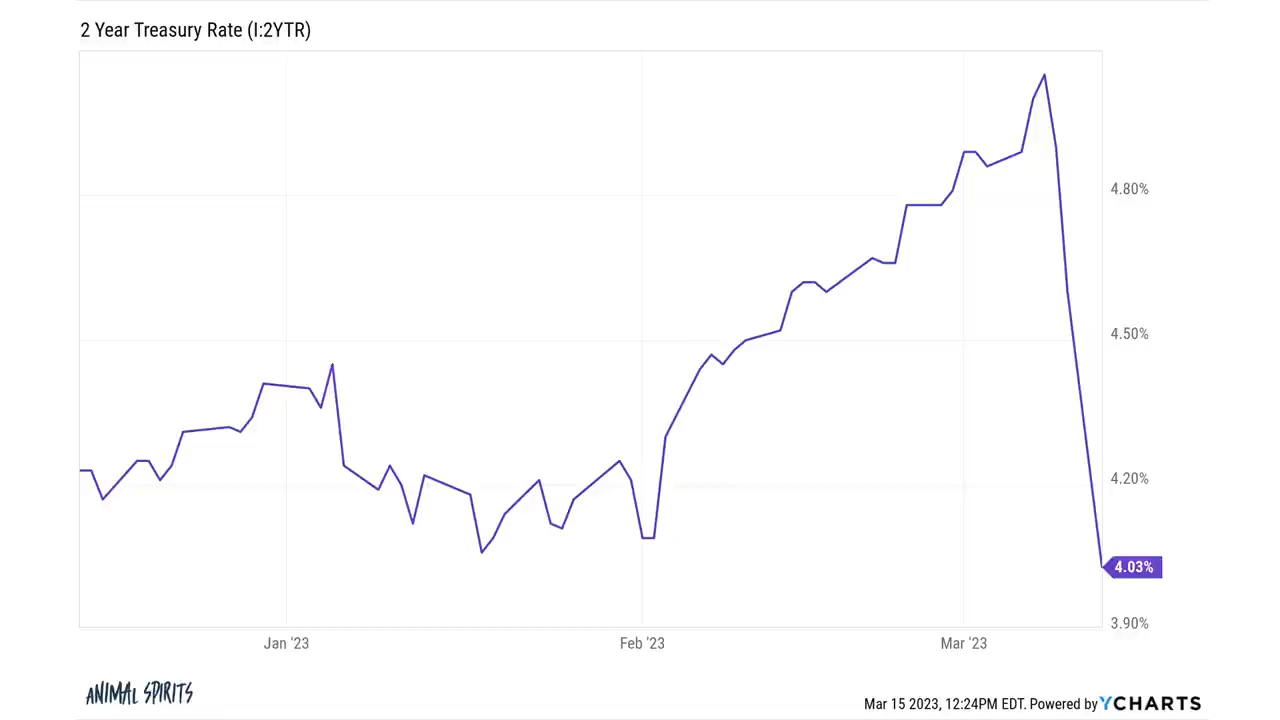 2 Year Treasury Rate (I:2YTR)
4.80%
4.50%
4.20%
4.03%
3.90%
Jan '23
Feb '23
Mar '23
ANIMAL SPIRITS
Mar 15 2023, 12:24PM EDT. Powered by YCHARTS